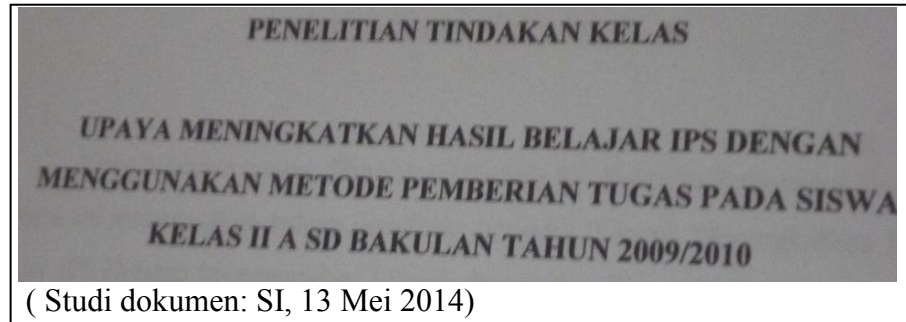 PENELITIAN TINDAKAN KELAS
UPAYA MENINGKATKAN HASIL BELAJAR IPS DENGAN
MENGGUNAKAN METODE PEMBERIAN TUGAS PADA SISWA
KELAS II A SD BAKULAN TAHUN 2009/2010
( Studi dokumen: SI, 13 Mei 2014)